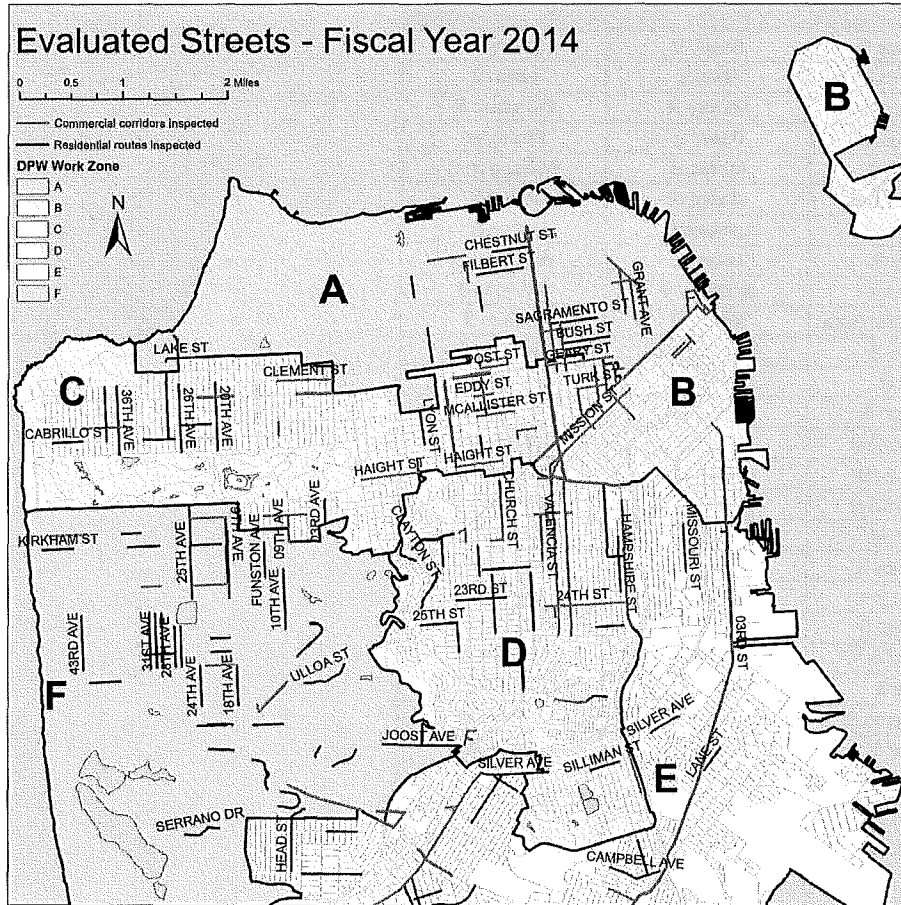 Evaluated Streets - Fiscal Year 2014
0 0.5 1 2 Miles
Commercial corridors inspected
Residential routes inspected
DPW Work Zone
A
B
C
D
E
F
N
B
CHESTNUT ST
FILBERT ST
A
GRANT AVE
SACRAMENTO ST
BUSH ST
LAKE ST
POST ST
GEARY ST
CLEMENT ST
C
EDDY ST
TURK ST
36TH AVE
26TH AVE
20TH AVE
LYON ST
MCALLISTER ST
MISSION ST
B
CABRILLO ST
HAIGHT ST
HAIGHT ST
KIRKHAM ST
25TH AVE
19TH AVE
FUNSTON AVE
09TH AVE
03RD AVE
CLAYTON ST
CHURCH ST
VALENCIA ST
HAMPSHIRE ST
MISSOURI ST
10TH AVE
23RD ST
24TH ST
25TH ST
43RD AVE
31ST AVE
28TH AVE
03RD ST
D
F
24TH AVE
18TH AVE
ULLOA ST
JOOST AVE
SILVER AVE
SILVER AVE
SILLIMAN ST
LANE ST
E
SERRANO DR
HEAD ST
CAMPBELL AVE